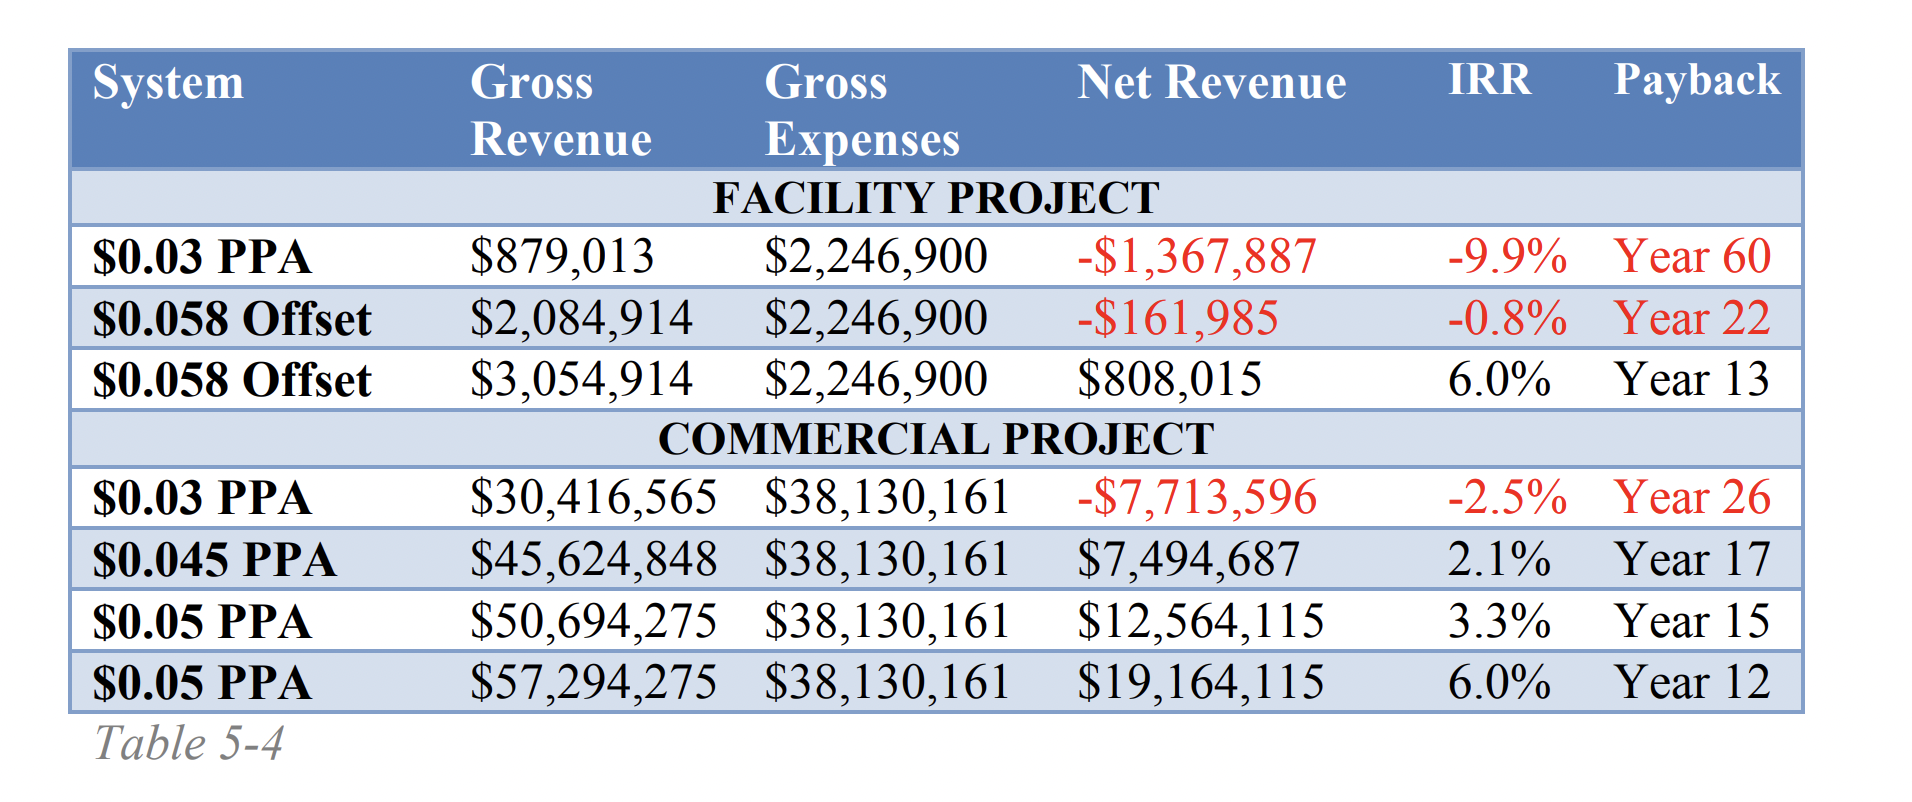 System Gross Revenue Gross Expenses Net Revenue IRR Payback
FACILITY PROJECT
$0.03 PPA $879,013 $2,246,900 -$1,367,887 -9.9% Year 60
$0.058 Offset $2,084,914 $2,246,900 -$161,985 -0.8% Year 22
$0.058 Offset $3,054,914 $2,246,900 $808,015 6.0% Year 13
COMMERCIAL PROJECT
$0.03 PPA $30,416,565 $38,130,161 -$7,713,596 -2.5% Year 26
$0.045 PPA $45,624,848 $38,130,161 $7,494,687 2.1% Year 17
$0.05 PPA $50,694,275 $38,130,161 $12,564,115 3.3% Year 15
$0.05 PPA $57,294,275 $38,130,161 $19,164,115 6.0% Year 12
Table 5-4